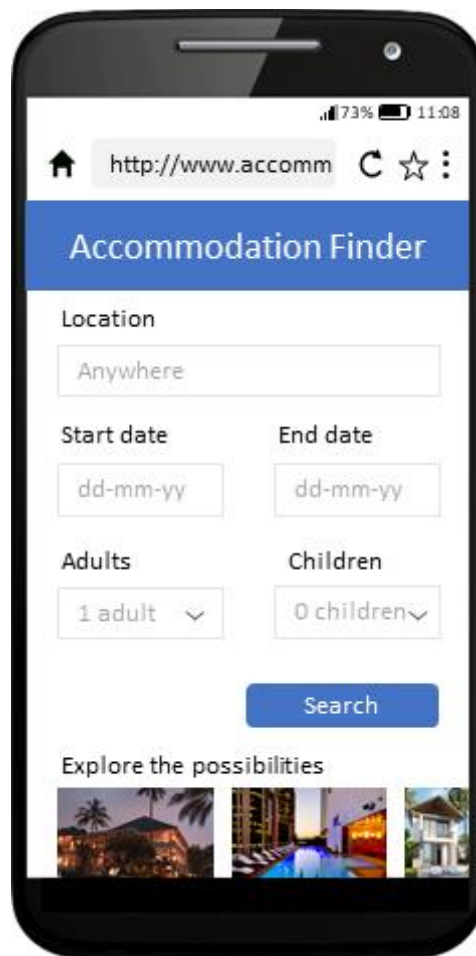 73% 11:08
http://www.accomm
Accommodation Finder
Location
Anywhere
Start date End date
dd-mm-yy dd-mm-yy
Adults Children
1 adult 0 children
Search
Explore the possibilities